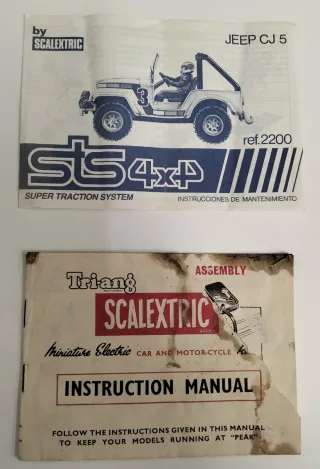 by
SCALEXTRIC
JEEP CJ 5
3
ref.2200
sts 4x4
SUPER TRACTION SYSTEM
INSTRUCCIONES DE MANTENIMIENTO
Tri-ang
ASSEMBLY
SCALEXTRIC
Miniature Electric CAR AND MOTOR-CYCLE
INSTRUCTION MANUAL
FOLLOW THE INSTRUCTIONS GIVEN IN THIS MANUAL
TO KEEP YOUR MODELS RUNNING AT "PEAK"